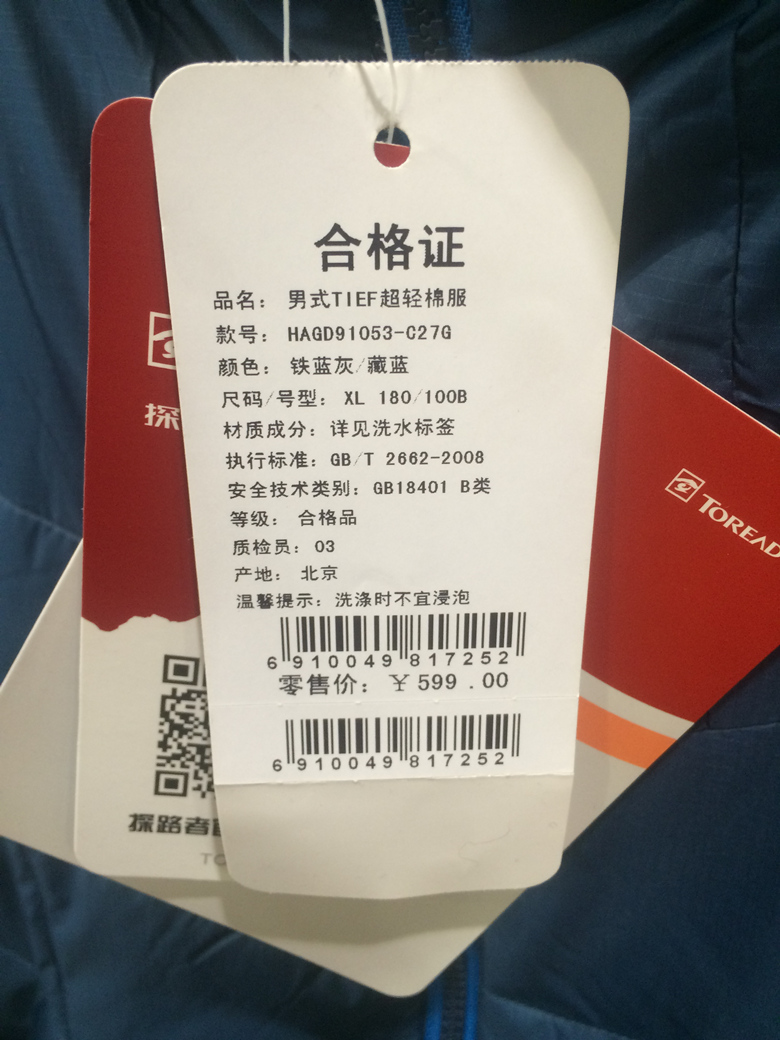 合格证
品名: 男式TIEF超轻棉服
款号: HAGD91053-C27G
颜色: 铁蓝灰/藏蓝
尺码/号型: XL 180/100B
材质成分: 详见洗水标签
执行标准: GB/T 2662-2008
安全技术类别: GB18401 B类
等级: 合格品
质检员: 03
产地: 北京
温馨提示: 洗涤时不宜浸泡
6 910049 817252
零售价: ¥ 599 .00
6 910049 817252
探
探路者
TOREAD